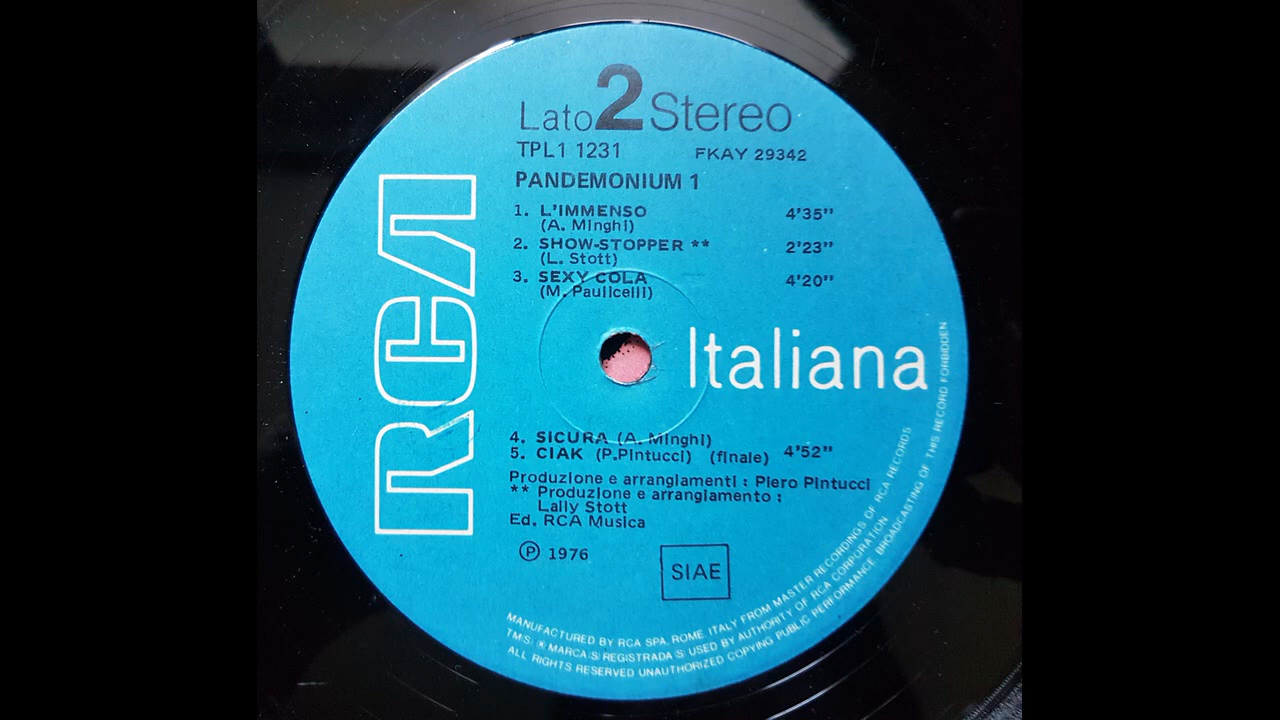 Lato 2 Stereo
TPL1 1231 FKAY 29342
PANDEMONIUM 1
1. L'IMMENSO 4'35"
(A. Minghi)
2. SHOW-STOPPER ** 2'23"
(L. Stott)
3. SEXY COLA 4'20"
(M. Paulicelli)
RCA
Italiana
4. SICURA (A. Minghi)
5. CIAK (P.Pintucci) (finale) 4'52"
Produzione e arrangiamenti : Piero Pintucci
** Produzione e arrangiamento :
Lally Stott
Ed. RCA Musica
Ⓟ 1976
SIAE
MANUFACTURED BY RCA SPA. ROME ITALY FROM MASTER RECORDINGS OF RCA RECORDS
TM(S) ® MARCA(S) REGISTRADA(S) USED BY AUTHORITY OF RCA CORPORATION
ALL RIGHTS RESERVED UNAUTHORIZED COPYING PUBLIC PERFORMANCE BROADCASTING OF THIS RECORD FORBIDDEN